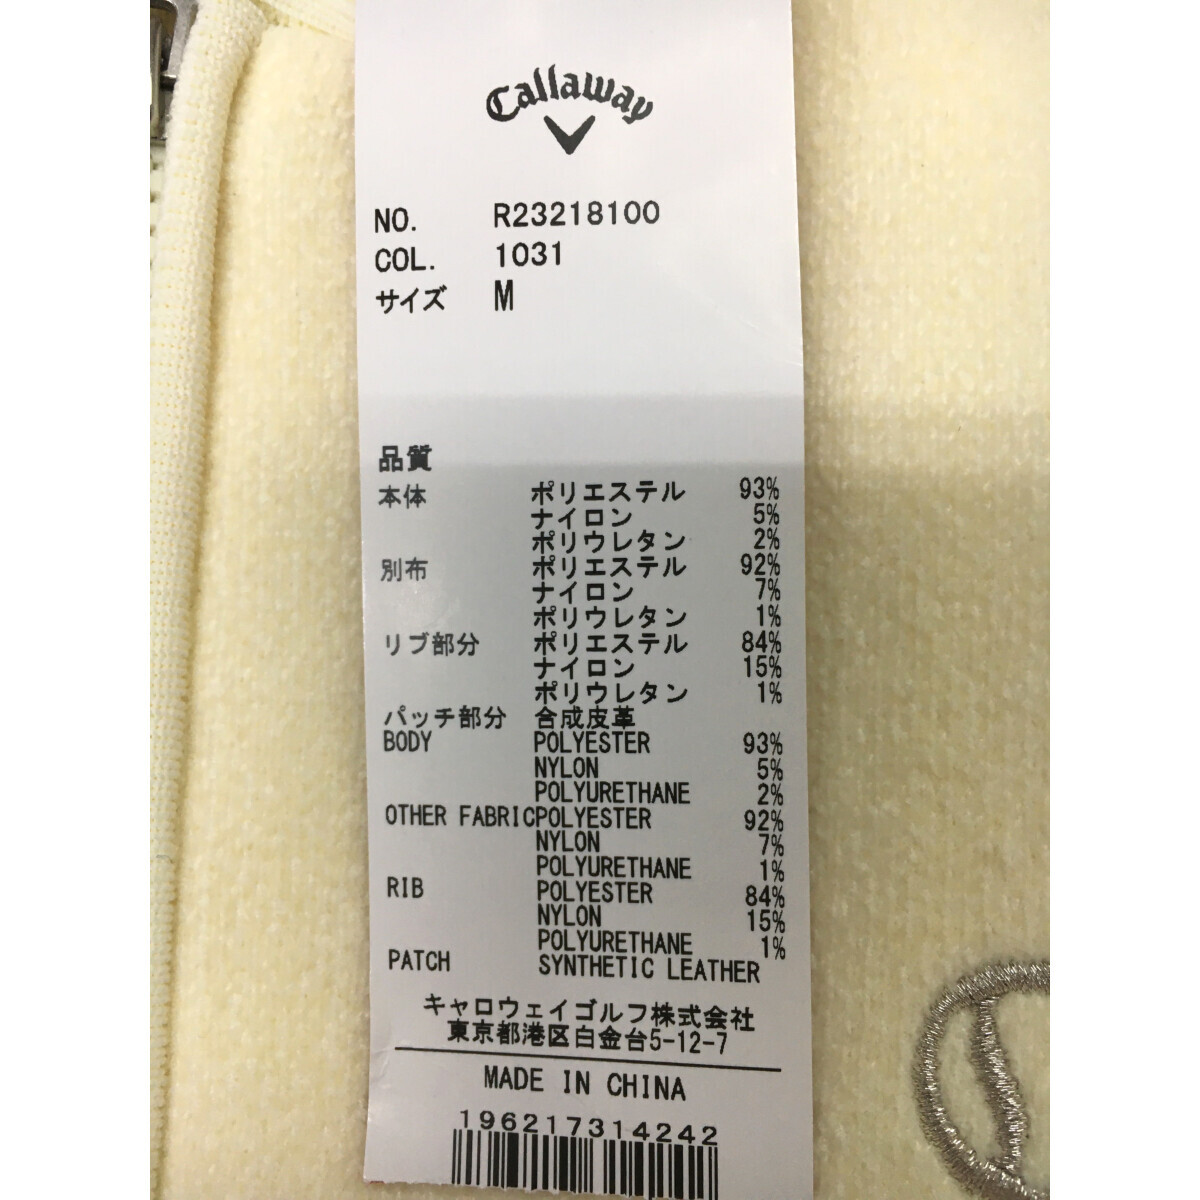 Callaway
NO. R23218100
COL. 1031
サイズ M
品質
本体 ポリエステル 93%
ナイロン 5%
ポリウレタン 2%
別布 ポリエステル 92%
ナイロン 7%
ポリウレタン 1%
リブ部分 ポリエステル 84%
ナイロン 15%
ポリウレタン 1%
パッチ部分 合成皮革
BODY POLYESTER 93%
NYLON 5%
POLYURETHANE 2%
OTHER FABRICPOLYESTER 92%
NYLON 7%
POLYURETHANE 1%
RIB POLYESTER 84%
NYLON 15%
POLYURETHANE 1%
PATCH SYNTHETIC LEATHER
キャロウェイゴルフ株式会社
東京都港区白金台5-12-7
MADE IN CHINA
196217314242